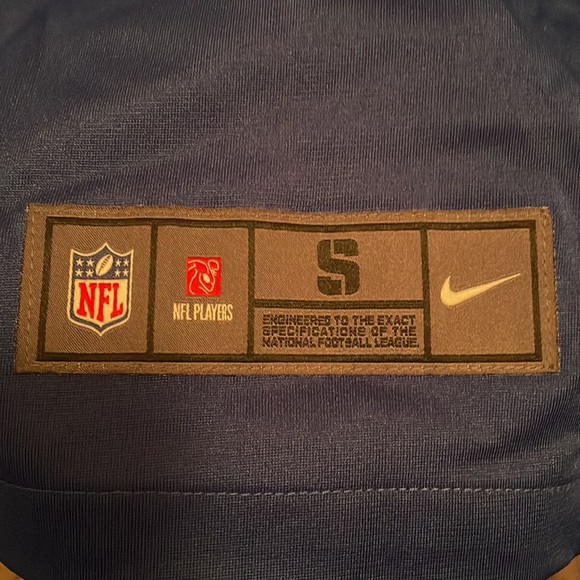 NFL
NFL PLAYERS
S
ENGINEERED TO THE EXACT
SPECIFICATIONS OF THE
NATIONAL FOOTBALL LEAGUE.